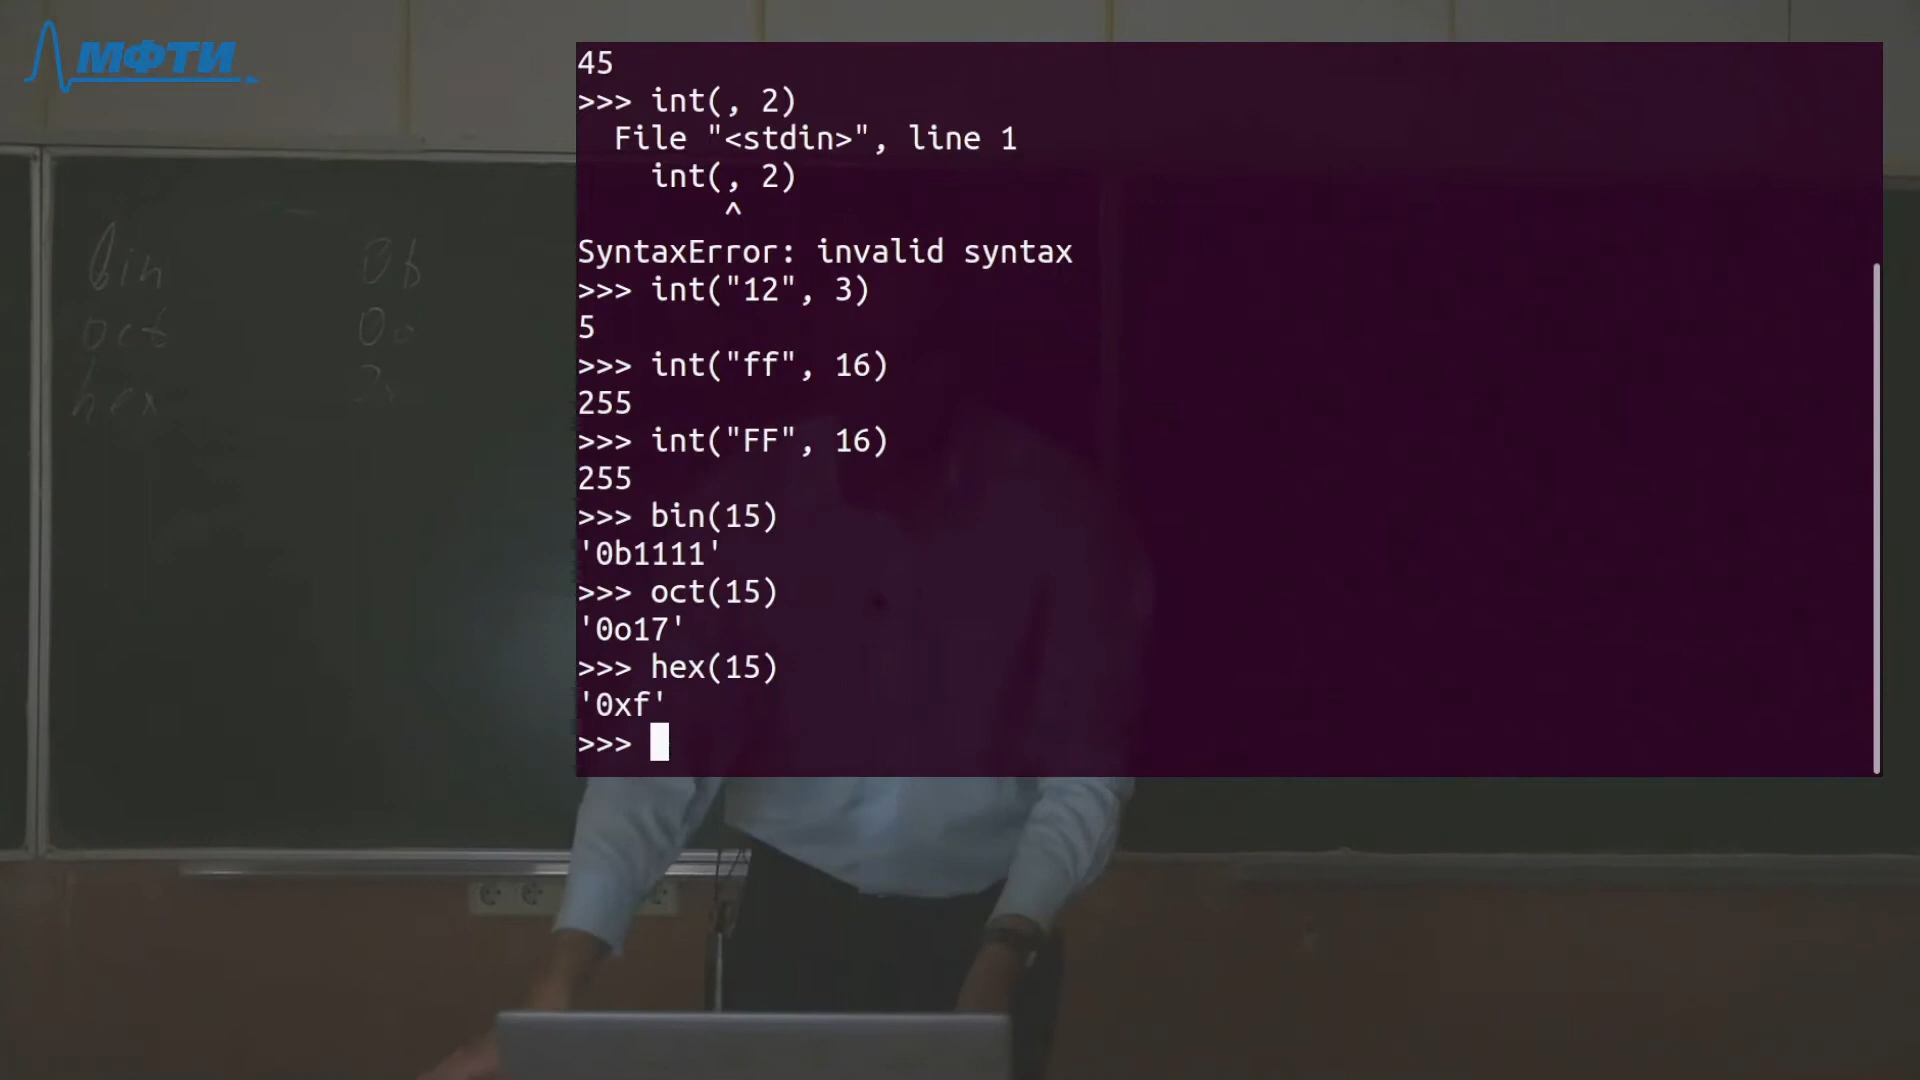 МФТИ
45
>>> int(, 2)
  File "<stdin>", line 1
    int(, 2)
        ^
SyntaxError: invalid syntax
>>> int("12", 3)
5
>>> int("ff", 16)
255
>>> int("FF", 16)
255
>>> bin(15)
'0b1111'
>>> oct(15)
'0o17'
>>> hex(15)
'0xf'
>>>
bin 0b
oct 0o
hex